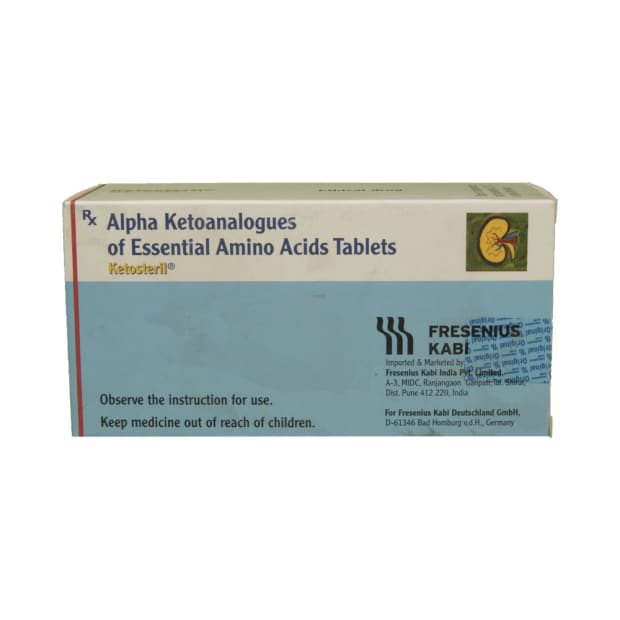 Rx Alpha Ketoanalogues
of Essential Amino Acids Tablets
Ketosteril®
FRESENIUS
KABI
Imported & Marketed by
Fresenius Kabi India Pvt. Limited,
A-3, MIDC, Ranjangaon Ganpati, Tal. Shirur,
Dist. Pune 412 220, India
For Fresenius Kabi Deutschland GmbH,
D-61346 Bad Homburg v.d.H., Germany
Observe the instruction for use.
Keep medicine out of reach of children.
Original